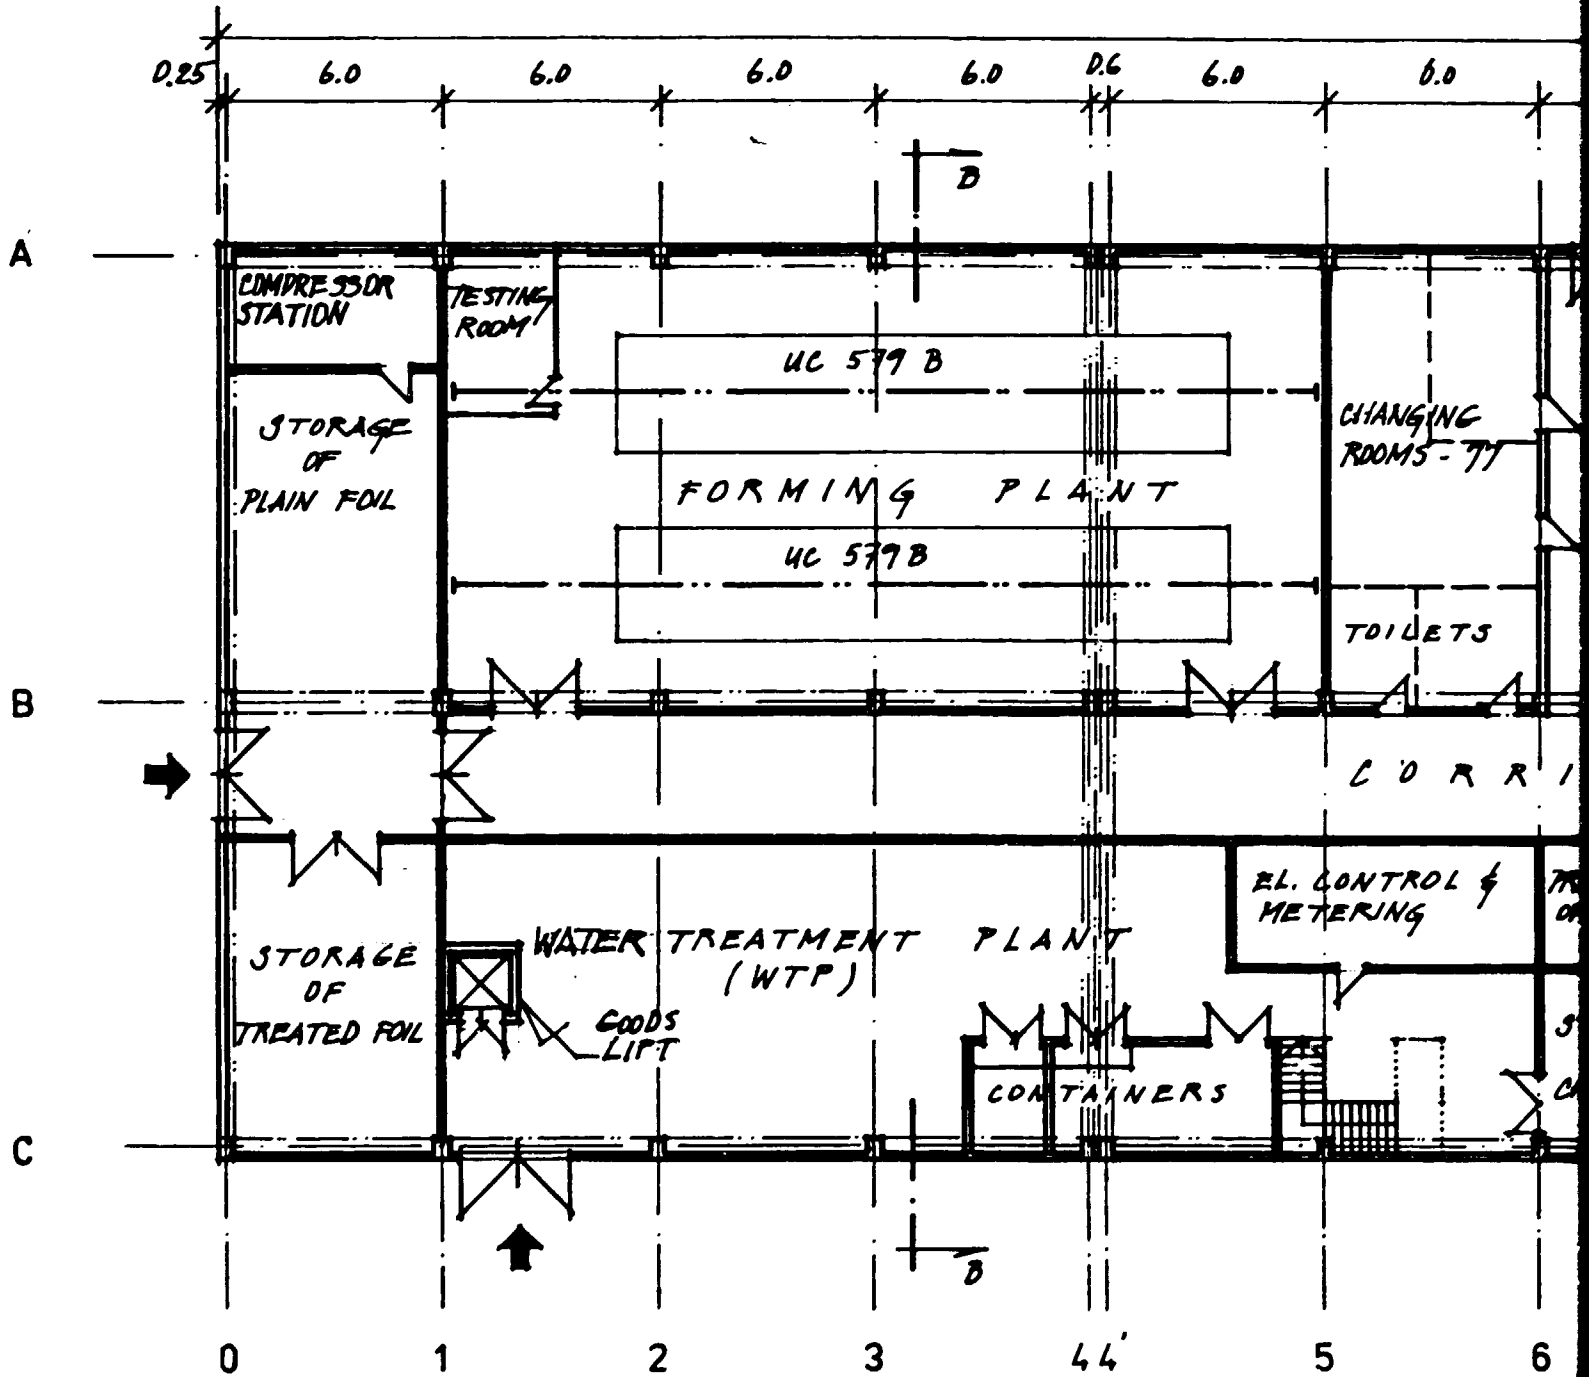 0.25 6.0 6.0 6.0 6.0 0.6 6.0 6.0
B
A
COMPRESSOR
STATION
TESTING
ROOM
UC 579 B
STORAGE
OF
PLAIN FOIL
CHANGING
ROOMS - 77
FORMING PLANT
UC 579 B
TOILETS
B
CORRI
EL. CONTROL &
METERING
WATER TREATMENT PLANT
(WTP)
STORAGE
OF
TREATED FOIL
GOODS
LIFT
CONTAINERS
C
B
0 1 2 3 4 4' 5 6